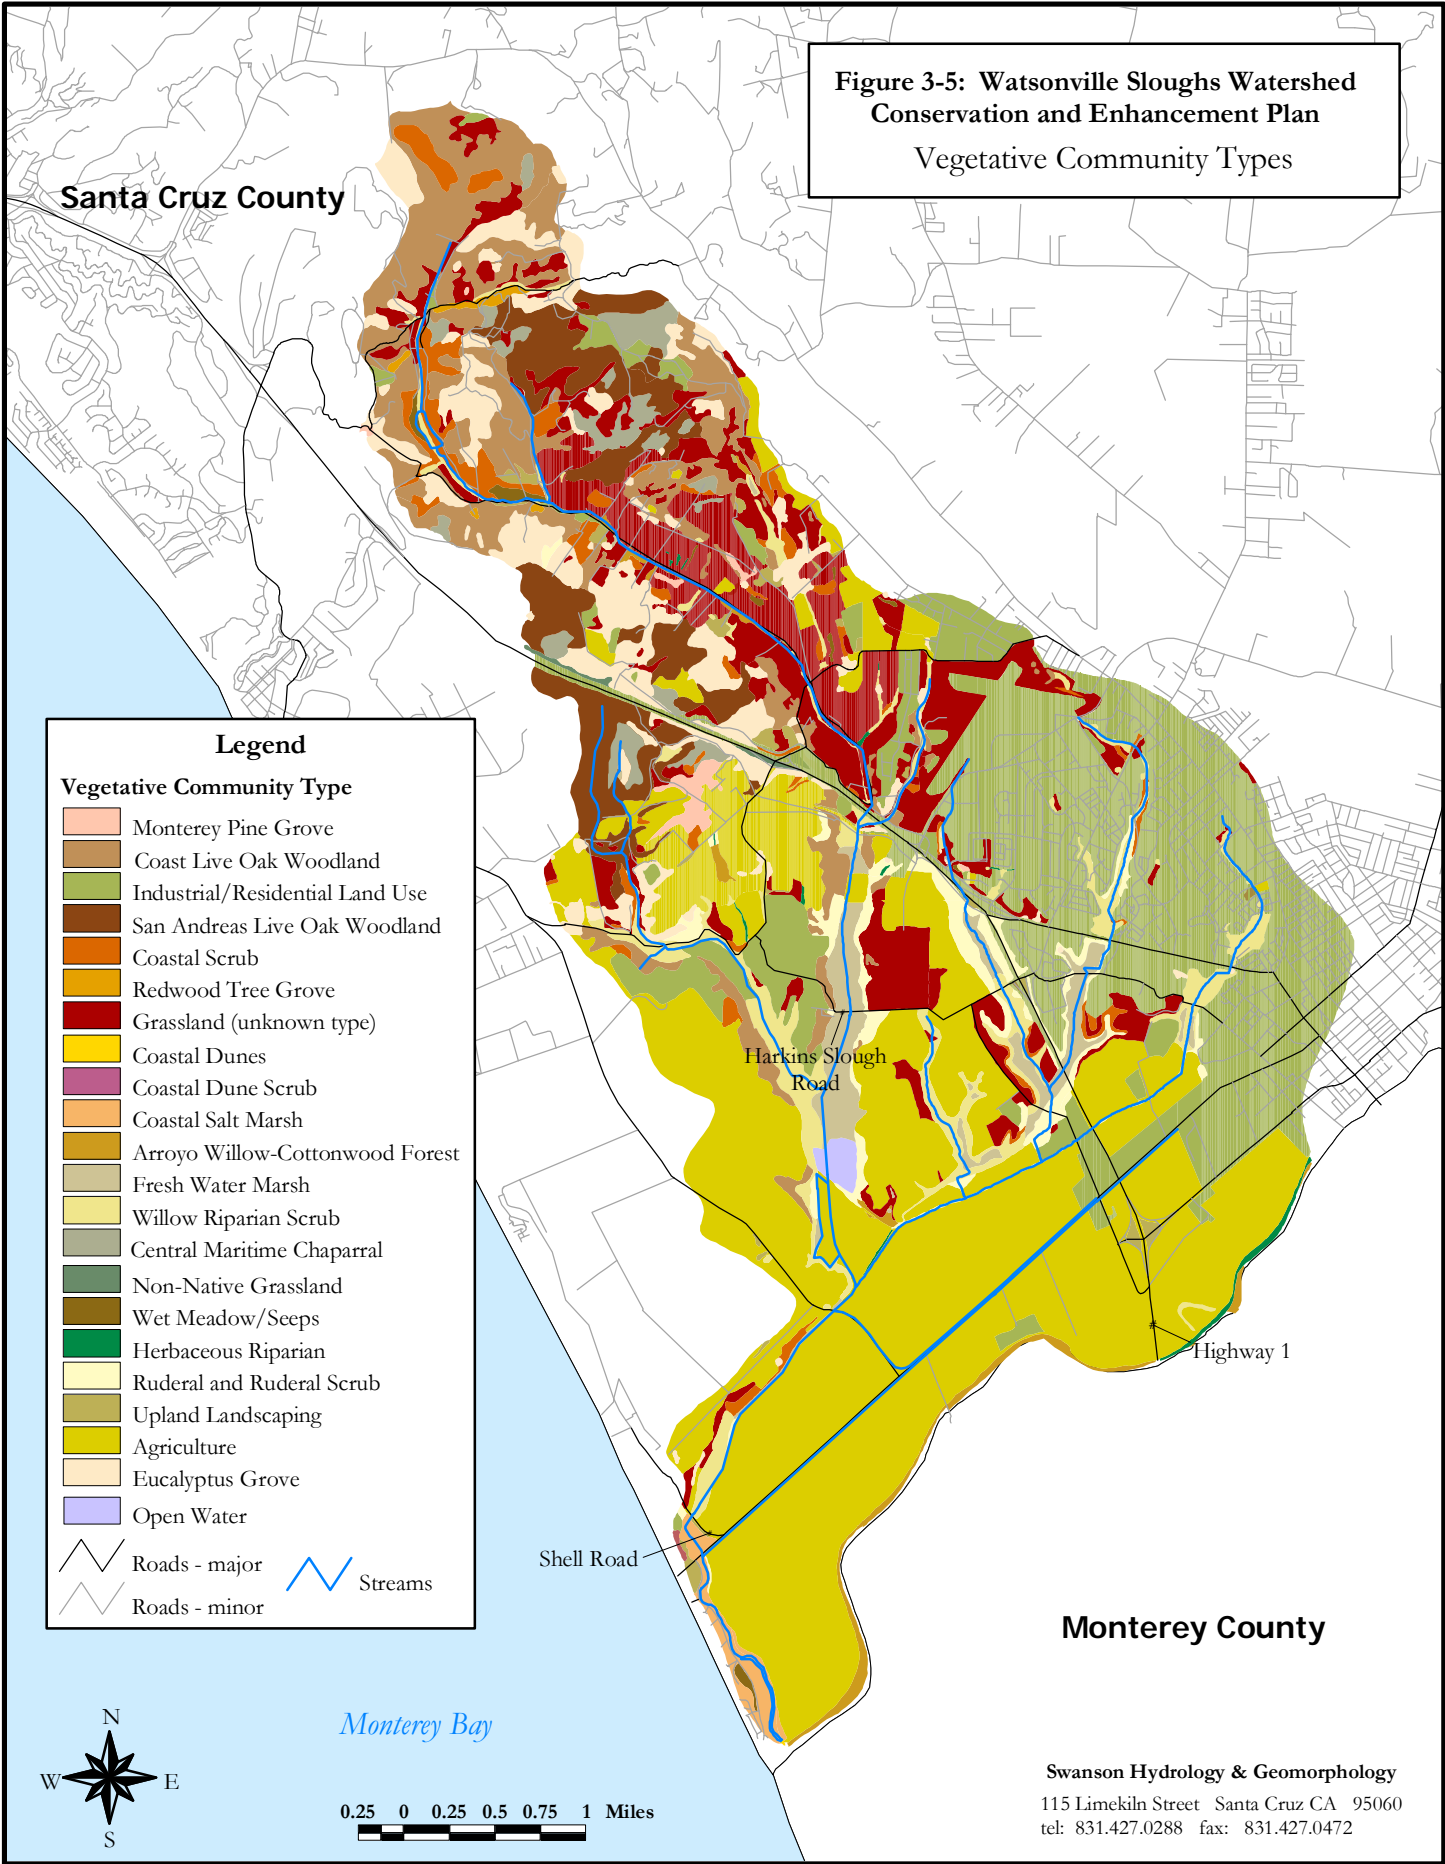 Figure 3-5: Watsonville Sloughs Watershed
Conservation and Enhancement Plan
Vegetative Community Types
Santa Cruz County
Legend
Vegetative Community Type
Monterey Pine Grove
Coast Live Oak Woodland
Industrial/Residential Land Use
San Andreas Live Oak Woodland
Coastal Scrub
Redwood Tree Grove
Grassland (unknown type)
Coastal Dunes
Coastal Dune Scrub
Coastal Salt Marsh
Arroyo Willow-Cottonwood Forest
Fresh Water Marsh
Willow Riparian Scrub
Central Maritime Chaparral
Non-Native Grassland
Wet Meadow/Seeps
Herbaceous Riparian
Ruderal and Ruderal Scrub
Upland Landscaping
Agriculture
Eucalyptus Grove
Open Water
Roads - major
Streams
Roads - minor
Harkins Slough
Road
#
Highway 1
Shell Road
Monterey County
Monterey Bay
N
W E
S
0.25 0 0.25 0.5 0.75 1 Miles
Swanson Hydrology & Geomorphology
115 Limekiln Street Santa Cruz CA 95060
tel: 831.427.0288 fax: 831.427.0472